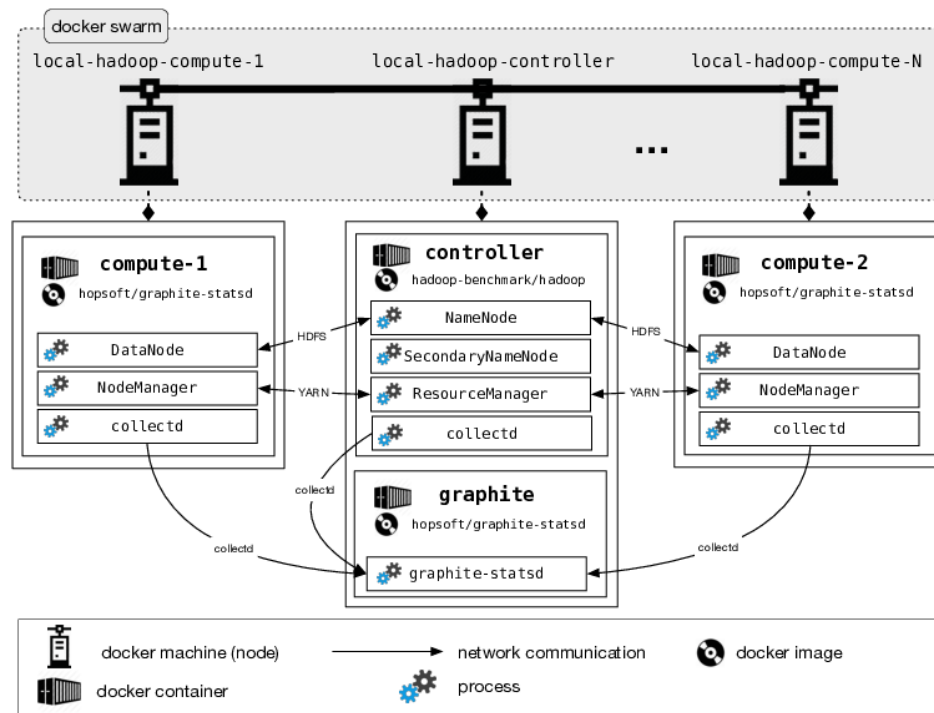 docker swarm
local-hadoop-compute-1
local-hadoop-controller
local-hadoop-compute-N
...
compute-1
hopsoft/graphite-statsd
DataNode
NodeManager
collectd
controller
hadoop-benchmark/hadoop
NameNode
SecondaryNameNode
ResourceManager
collectd
compute-2
hopsoft/graphite-statsd
DataNode
NodeManager
collectd
HDFS
HDFS
YARN
YARN
collectd
graphite
hopsoft/graphite-statsd
graphite-statsd
collectd
collectd
docker machine (node)
network communication
docker image
docker container
process